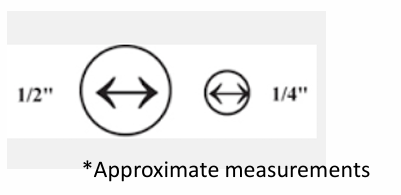 1/2" 1/4"
*Approximate measurements